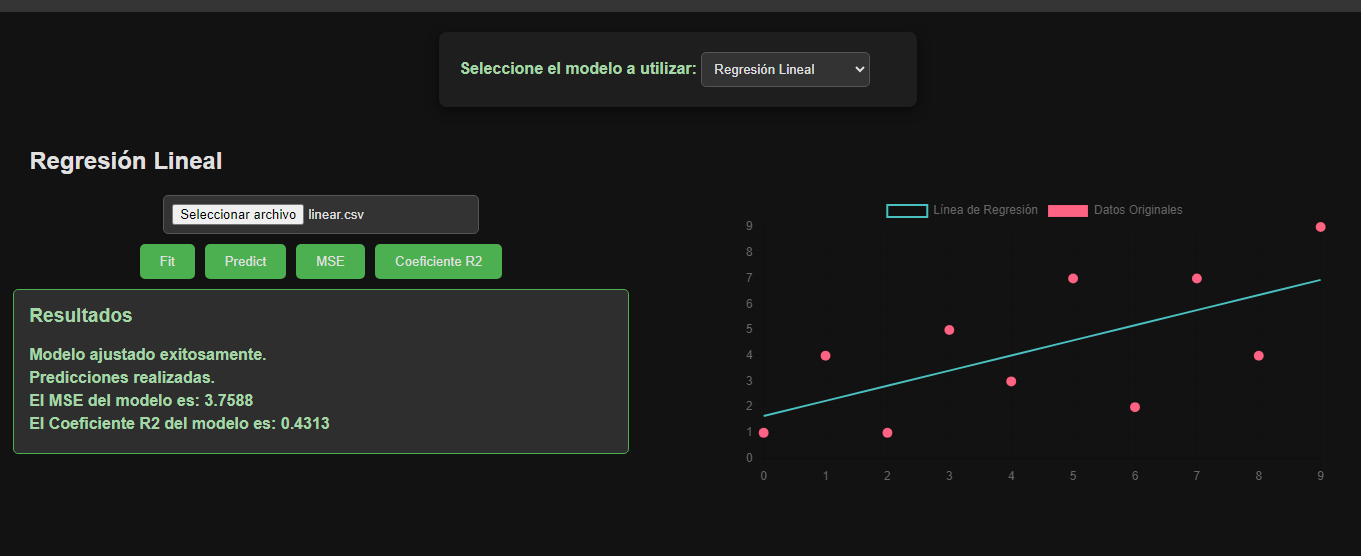 Seleccione el modelo a utilizar: Regresión Lineal
Regresión Lineal
Seleccionar archivo linear.csv
Fit Predict MSE Coeficiente R2
Resultados
Modelo ajustado exitosamente.
Predicciones realizadas.
El MSE del modelo es: 3.7588
El Coeficiente R2 del modelo es: 0.4313
Línea de Regresión Datos Originales
9
8
7
6
5
4
3
2
1
0
0 1 2 3 4 5 6 7 8 9